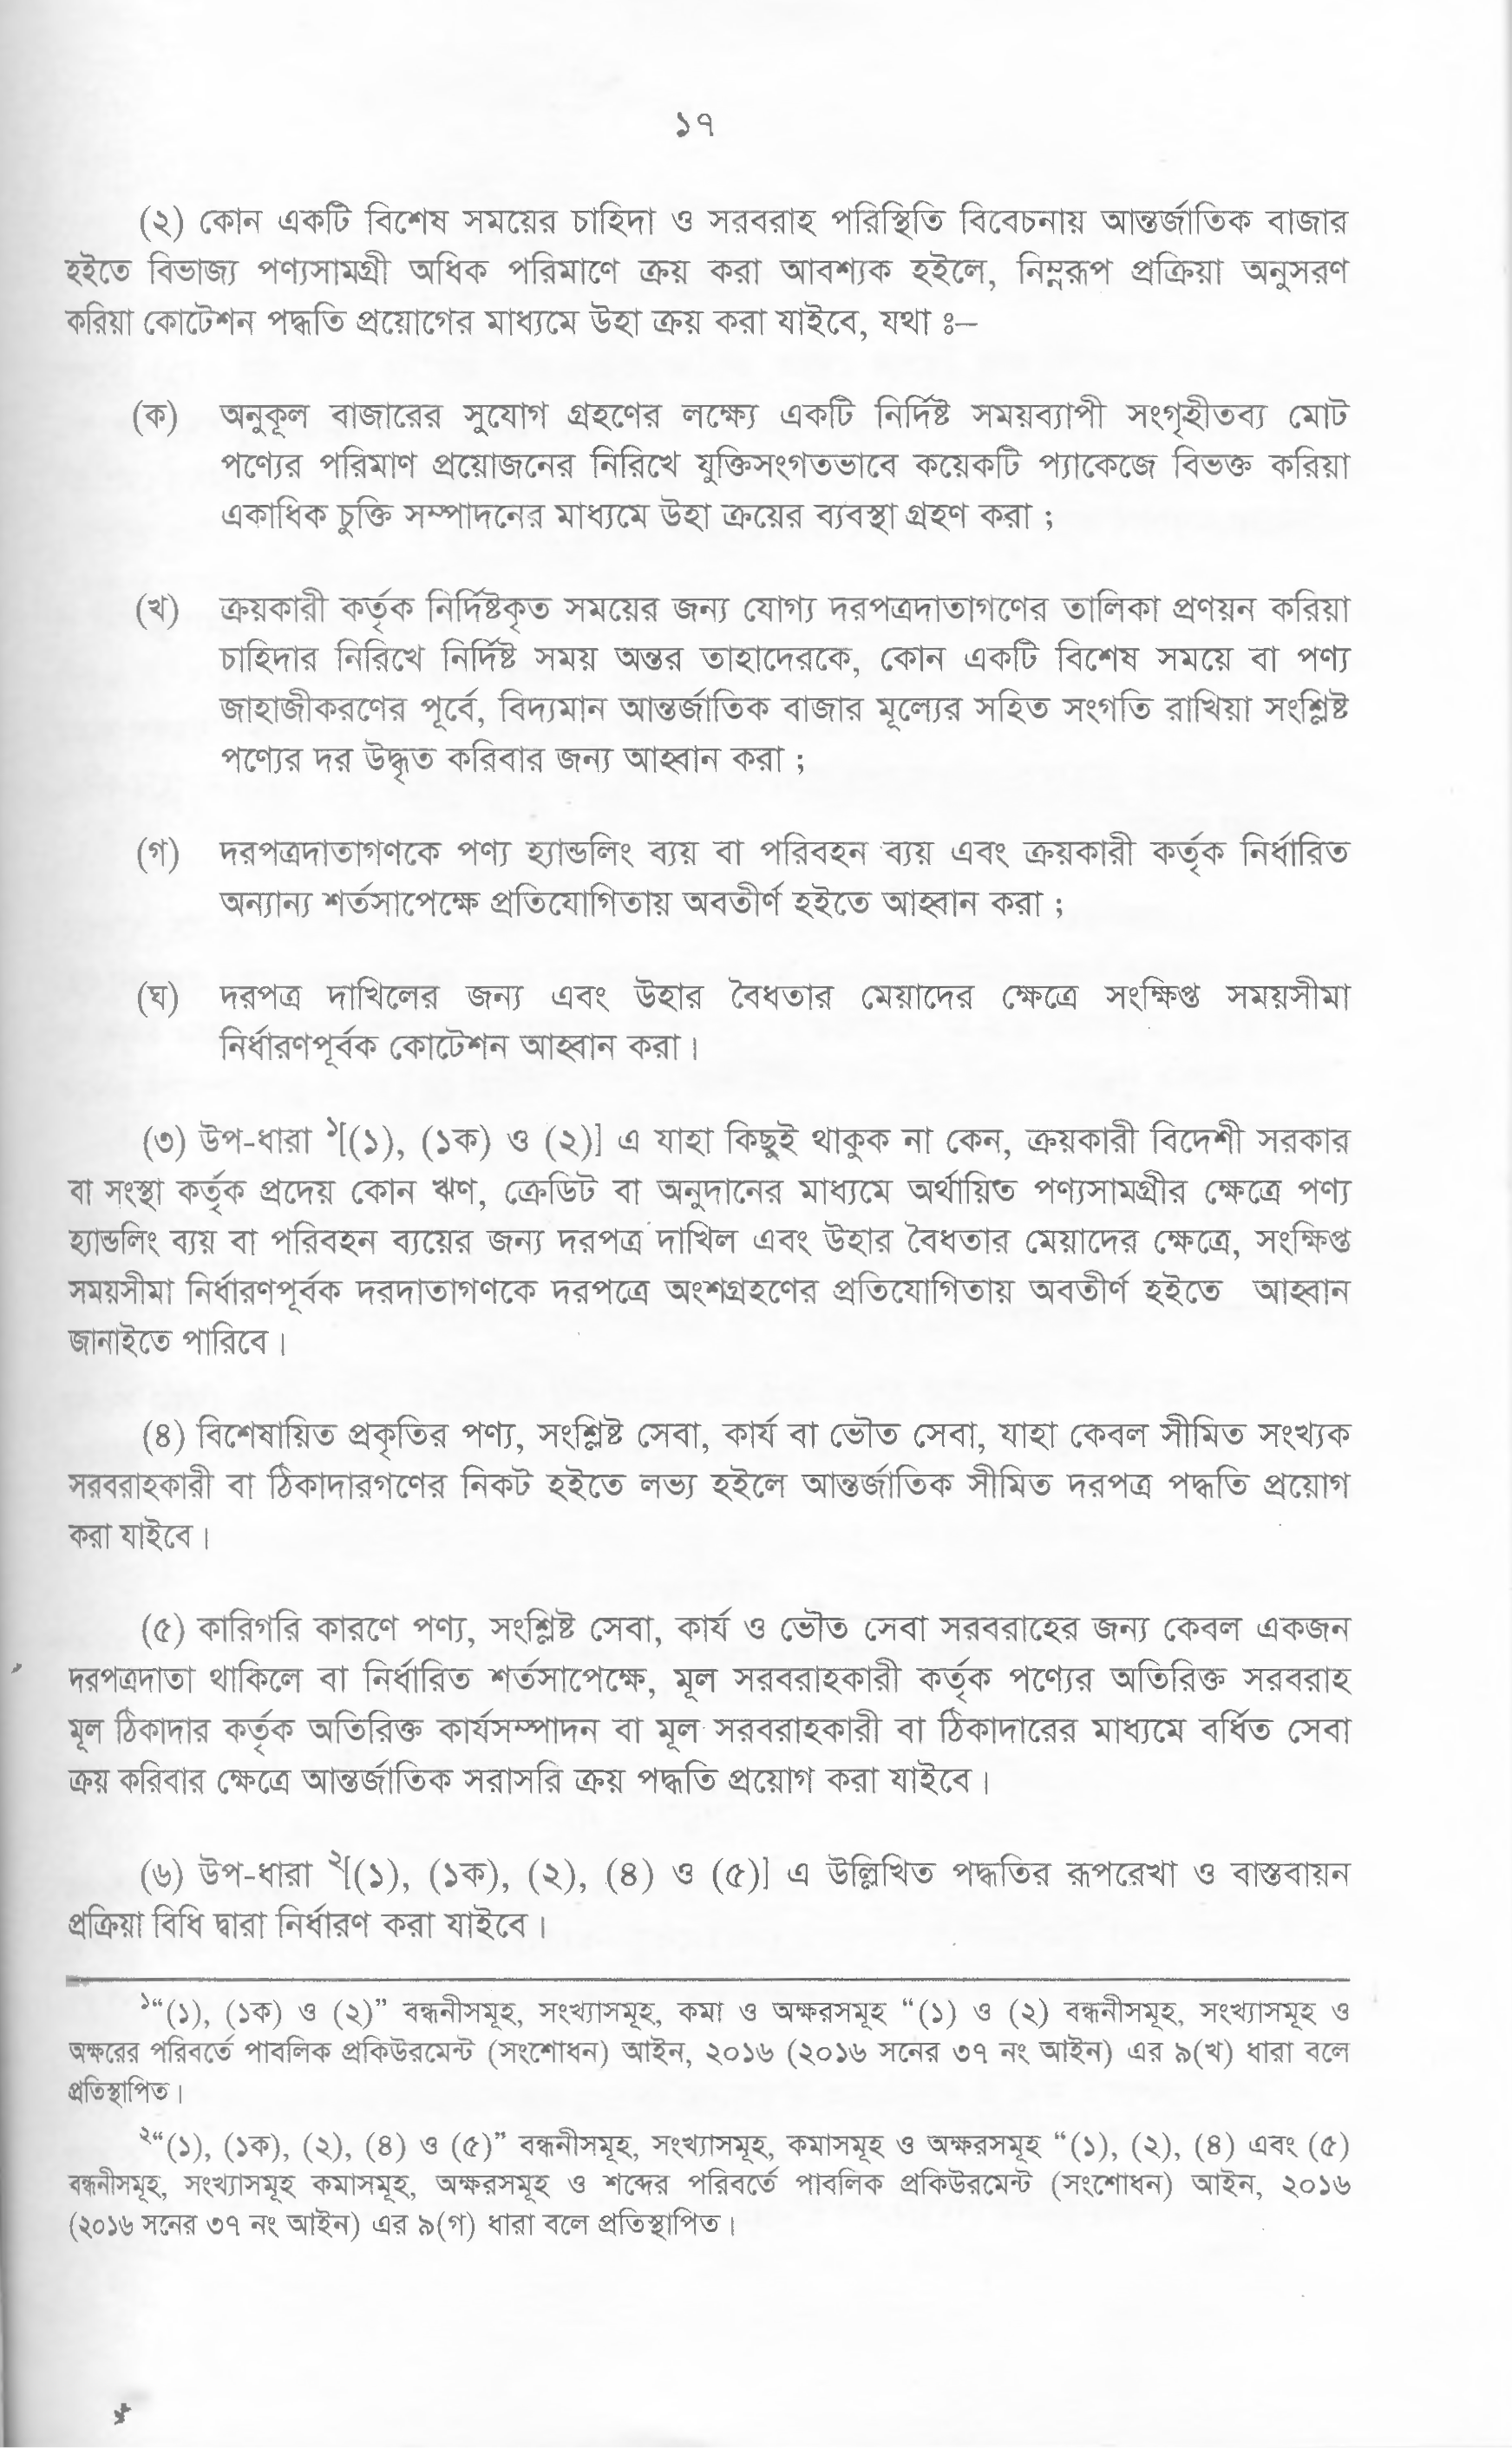 ১৭
(২) কোন একটি বিশেষ সময়ের চাহিদা ও সরবরাহ পরিস্থিতি বিবেচনায় আন্তর্জাতিক বাজার
হইতে বিভাজ্য পণ্যসামগ্রী অধিক পরিমাণে ক্রয় করা আবশ্যক হইলে, নিম্নরূপ প্রক্রিয়া অনুসরণ
করিয়া কোটেশন পদ্ধতি প্রয়োগের মাধ্যমে উহা ক্রয় করা যাইবে, যথা ঃ–
(ক) অনুকূল বাজারের সুযোগ গ্রহণের লক্ষ্যে একটি নির্দিষ্ট সময়ব্যাপী সংগৃহীতব্য মোট
পণ্যের পরিমাণ প্রয়োজনের নিরিখে যুক্তিসংগতভাবে কয়েকটি প্যাকেজে বিভক্ত করিয়া
একাধিক চুক্তি সম্পাদনের মাধ্যমে উহা ক্রয়ের ব্যবস্থা গ্রহণ করা ;
(খ) ক্রয়কারী কর্তৃক নির্দিষ্টকৃত সময়ের জন্য যোগ্য দরপত্রদাতাগণের তালিকা প্রণয়ন করিয়া
চাহিদার নিরিখে নির্দিষ্ট সময় অন্তর তাহাদেরকে, কোন একটি বিশেষ সময়ে বা পণ্য
জাহাজীকরণের পূর্বে, বিদ্যমান আন্তর্জাতিক বাজার মূল্যের সহিত সংগতি রাখিয়া সংশ্লিষ্ট
পণ্যের দর উদ্ধৃত করিবার জন্য আহ্বান করা ;
(গ) দরপত্রদাতাগণকে পণ্য হ্যান্ডলিং ব্যয় বা পরিবহন ব্যয় এবং ক্রয়কারী কর্তৃক নির্ধারিত
অন্যান্য শর্তসাপেক্ষে প্রতিযোগিতায় অবতীর্ণ হইতে আহ্বান করা ;
(ঘ) দরপত্র দাখিলের জন্য এবং উহার বৈধতার মেয়াদের ক্ষেত্রে সংক্ষিপ্ত সময়সীমা
নির্ধারণপূর্বক কোটেশন আহ্বান করা।
(৩) উপ-ধারা ১[(১), (১ক) ও (২)] এ যাহা কিছুই থাকুক না কেন, ক্রয়কারী বিদেশী সরকার
বা সংস্থা কর্তৃক প্রদেয় কোন ঋণ, ক্রেডিট বা অনুদানের মাধ্যমে অর্থায়িত পণ্যসামগ্রীর ক্ষেত্রে পণ্য
হ্যান্ডলিং ব্যয় বা পরিবহন ব্যয়ের জন্য দরপত্র দাখিল এবং উহার বৈধতার মেয়াদের ক্ষেত্রে, সংক্ষিপ্ত
সময়সীমা নির্ধারণপূর্বক দরদাতাগণকে দরপত্রে অংশগ্রহণের প্রতিযোগিতায় অবতীর্ণ হইতে আহ্বান
জানাইতে পারিবে।
(৪) বিশেষায়িত প্রকৃতির পণ্য, সংশ্লিষ্ট সেবা, কার্য বা ভৌত সেবা, যাহা কেবল সীমিত সংখ্যক
সরবরাহকারী বা ঠিকাদারগণের নিকট হইতে লভ্য হইলে আন্তর্জাতিক সীমিত দরপত্র পদ্ধতি প্রয়োগ
করা যাইবে।
(৫) কারিগরি কারণে পণ্য, সংশ্লিষ্ট সেবা, কার্য ও ভৌত সেবা সরবরাহের জন্য কেবল একজন
দরপত্রদাতা থাকিলে বা নির্ধারিত শর্তসাপেক্ষে, মূল সরবরাহকারী কর্তৃক পণ্যের অতিরিক্ত সরবরাহ
মূল ঠিকাদার কর্তৃক অতিরিক্ত কার্যসম্পাদন বা মূল সরবরাহকারী বা ঠিকাদারের মাধ্যমে বর্ধিত সেবা
ক্রয় করিবার ক্ষেত্রে আন্তর্জাতিক সরাসরি ক্রয় পদ্ধতি প্রয়োগ করা যাইবে।
(৬) উপ-ধারা ২[(১), (১ক), (২), (৪) ও (৫)] এ উল্লিখিত পদ্ধতির রূপরেখা ও বাস্তবায়ন
প্রক্রিয়া বিধি দ্বারা নির্ধারণ করা যাইবে।
১“(১), (১ক) ও (২)” বন্ধনীসমূহ, সংখ্যাসমূহ, কমা ও অক্ষরসমূহ “(১) ও (২) বন্ধনীসমূহ, সংখ্যাসমূহ ও
অক্ষরের পরিবর্তে পাবলিক প্রকিউরমেন্ট (সংশোধন) আইন, ২০১৬ (২০১৬ সনের ৩৭ নং আইন) এর ৯(খ) ধারা বলে
প্রতিস্থাপিত।
২“(১), (১ক), (২), (৪) ও (৫)” বন্ধনীসমূহ, সংখ্যাসমূহ, কমাসমূহ ও অক্ষরসমূহ “(১), (২), (৪) এবং (৫)
বন্ধনীসমূহ, সংখ্যাসমূহ কমাসমূহ, অক্ষরসমূহ ও শব্দের পরিবর্তে পাবলিক প্রকিউরমেন্ট (সংশোধন) আইন, ২০১৬
(২০১৬ সনের ৩৭ নং আইন) এর ৯(গ) ধারা বলে প্রতিস্থাপিত।